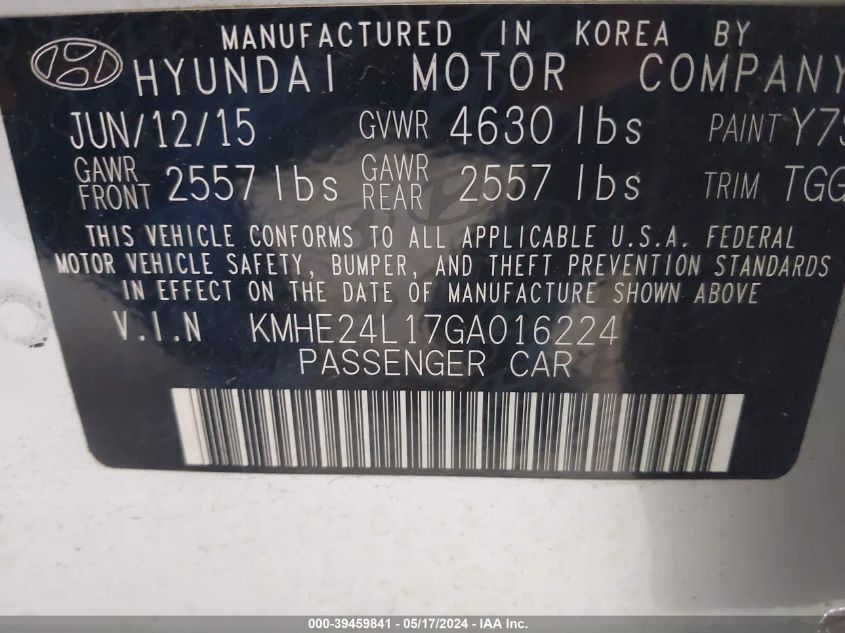 MANUFACTURED IN KOREA BY
HYUNDAI MOTOR COMPANY
JUN/12/15 GVWR 4630 lbs PAINT Y7S
GAWR FRONT 2557 lbs GAWR REAR 2557 lbs TRIM TGG
THIS VEHICLE CONFORMS TO ALL APPLICABLE U.S.A. FEDERAL
MOTOR VEHICLE SAFETY, BUMPER, AND THEFT PREVENTION STANDARDS
IN EFFECT ON THE DATE OF MANUFACTURE SHOWN ABOVE
V.I.N KMHE24L17GA016224
PASSENGER CAR
000-39459841 - 05/17/2024 - IAA Inc.